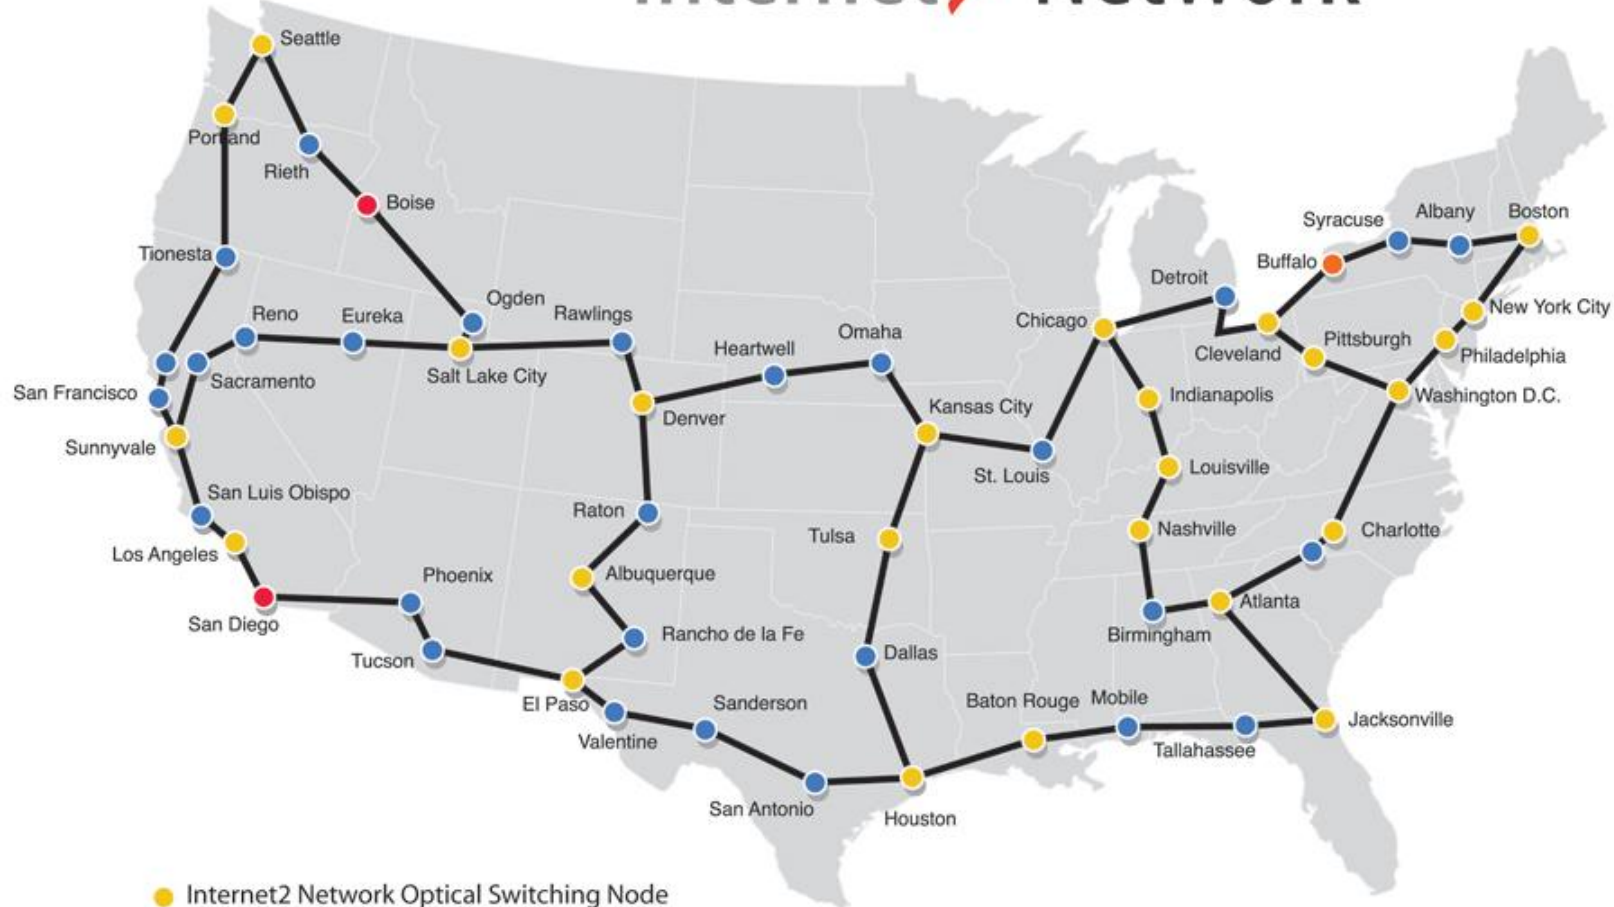 Internet Network
Seattle
Portland
Rieth
Boise
Tionesta
Ogden
Reno
Eureka
Rawlings
Salt Lake City
Sacramento
San Francisco
Sunnyvale
San Luis Obispo
Los Angeles
San Diego
Phoenix
Tucson
Denver
Heartwell
Omaha
Kansas City
St. Louis
Raton
Albuquerque
Rancho de la Fe
El Paso
Valentine
Sanderson
San Antonio
Houston
Tulsa
Dallas
Baton Rouge
Mobile
Tallahassee
Jacksonville
Chicago
Detroit
Cleveland
Buffalo
Syracuse
Albany
Boston
New York City
Philadelphia
Pittsburgh
Washington D.C.
Indianapolis
Louisville
Nashville
Charlotte
Atlanta
Birmingham
Internet2 Network Optical Switching Node